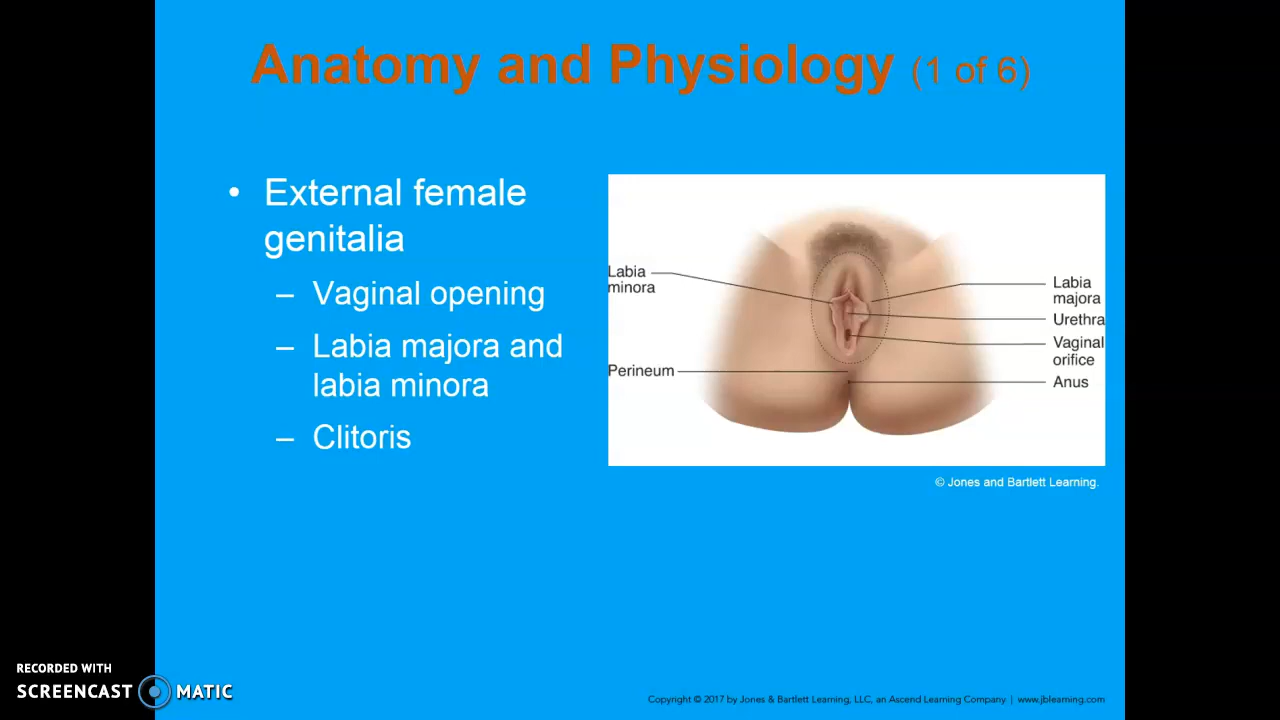 Anatomy and Physiology (1 of 6)
• External female
genitalia
– Vaginal opening
– Labia majora and
labia minora
– Clitoris
Labia
minora
Perineum
Labia
majora
Urethra
Vaginal
orifice
Anus
© Jones and Bartlett Learning.
RECORDED WITH
SCREENCAST MATIC
Copyright © 2017 by Jones & Bartlett Learning, LLC, an Ascend Learning Company | www.jblearning.com